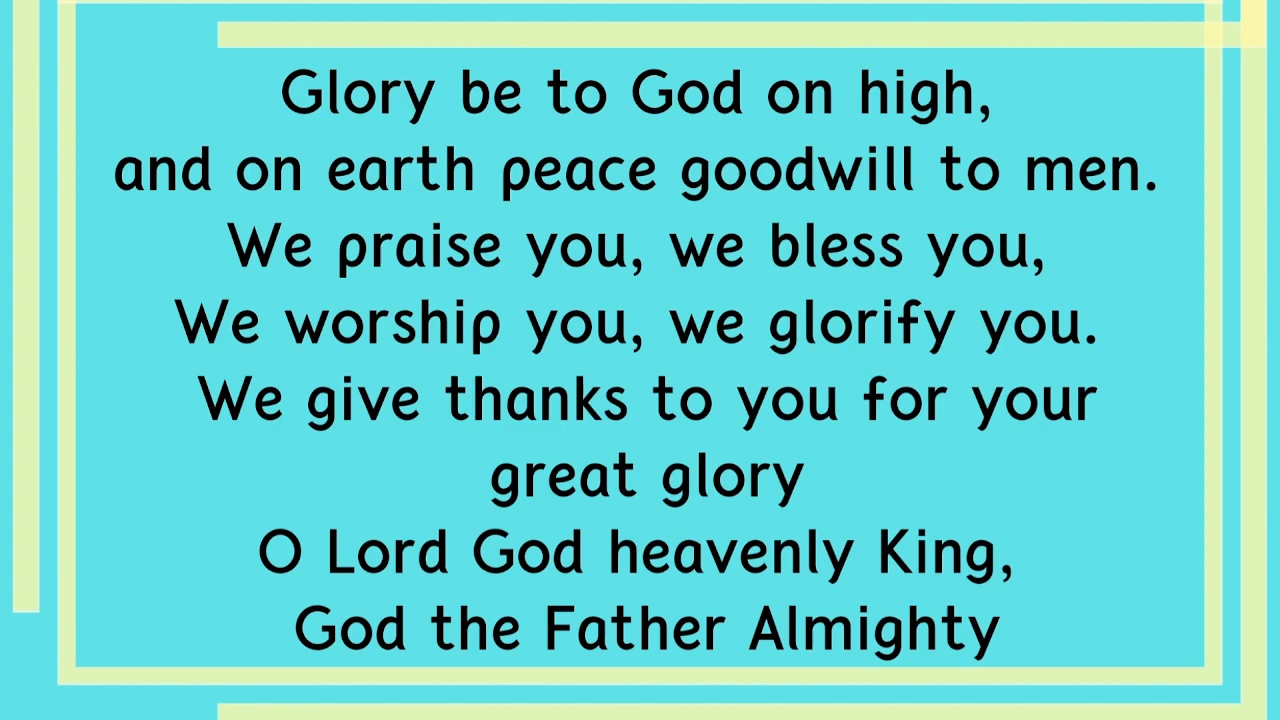 Glory be to God on high,
and on earth peace goodwill to men.
We praise you, we bless you,
We worship you, we glorify you.
We give thanks to you for your
great glory
O Lord God heavenly King,
God the Father Almighty